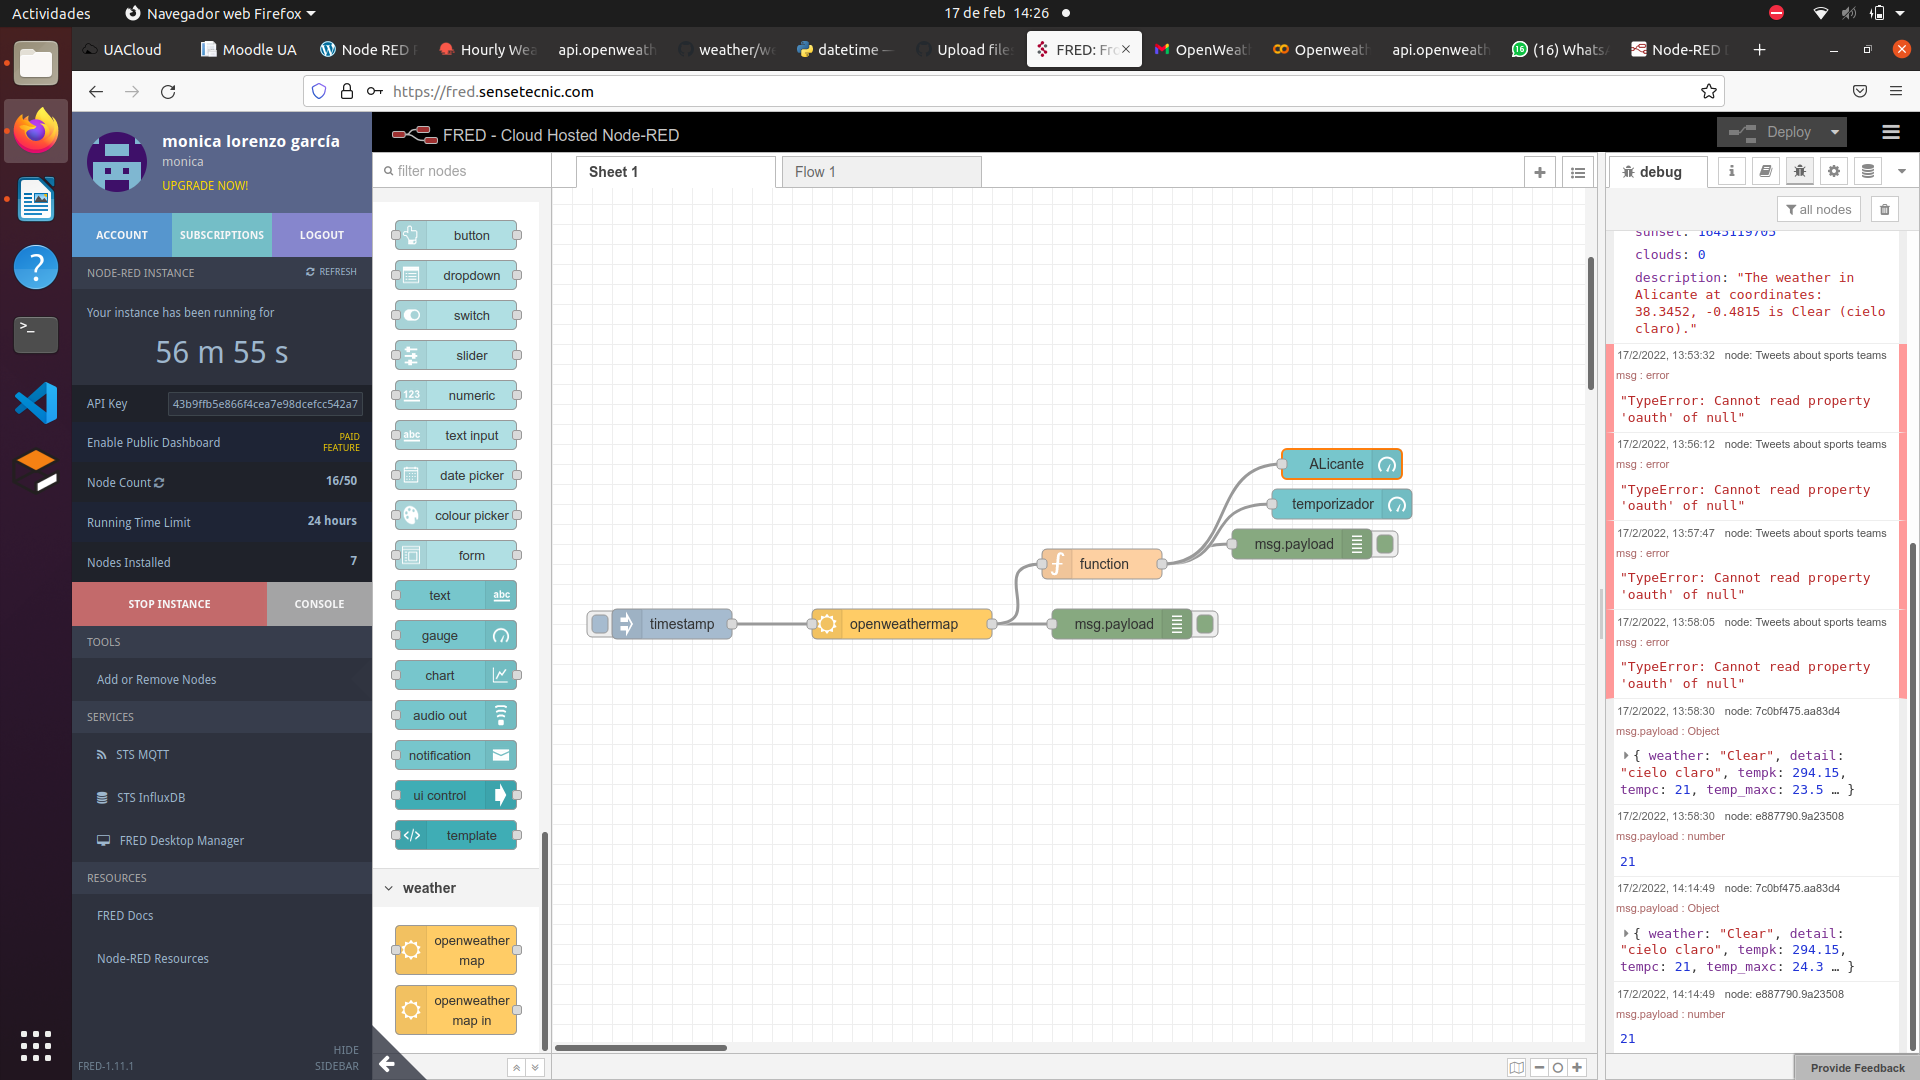 Actividades
Navegador web Firefox
17 de feb 14:26
UACloud
Moodle UA
Node RED
Hourly Wea
api.openweath
weather/we
datetime —
Upload files
FRED: Fro
OpenWeat
Openweat
api.openweath
(16) Whats
Node-RED
https://fred.sensetecnic.com
monica lorenzo garcía
monica
UPGRADE NOW!
ACCOUNT
SUBSCRIPTIONS
LOGOUT
NODE-RED INSTANCE
REFRESH
Your instance has been running for
56 m 55 s
API Key
43b9ffb5e866f4cea7e98dcefcc542a7
Enable Public Dashboard
PAID
FEATURE
Node Count
16/50
Running Time Limit
24 hours
Nodes Installed
7
STOP INSTANCE
CONSOLE
TOOLS
Add or Remove Nodes
SERVICES
STS MQTT
STS InfluxDB
FRED Desktop Manager
RESOURCES
FRED Docs
Node-RED Resources
FRED-1.11.1
HIDE
SIDEBAR
FRED - Cloud Hosted Node-RED
Deploy
filter nodes
button
dropdown
switch
slider
123
numeric
abc
text input
date picker
colour picker
form
text
abc
gauge
chart
audio out
notification
ui control
template
weather
openweather
map
openweather
map in
Sheet 1
Flow 1
ALicante
temporizador
msg.payload
function
timestamp
openweathermap
msg.payload
debug
all nodes
sunset: 1645119705
clouds: 0
description: "The weather in
Alicante at coordinates:
38.3452, -0.4815 is Clear (cielo
claro)."
17/2/2022, 13:53:32 node: Tweets about sports teams
msg : error
"TypeError: Cannot read property
'oauth' of null"
17/2/2022, 13:56:12 node: Tweets about sports teams
msg : error
"TypeError: Cannot read property
'oauth' of null"
17/2/2022, 13:57:47 node: Tweets about sports teams
msg : error
"TypeError: Cannot read property
'oauth' of null"
17/2/2022, 13:58:05 node: Tweets about sports teams
msg : error
"TypeError: Cannot read property
'oauth' of null"
17/2/2022, 13:58:30 node: 7c0bf475.aa83d4
msg.payload : Object
{ weather: "Clear", detail:
"cielo claro", tempk: 294.15,
tempc: 21, temp_maxc: 23.5 … }
17/2/2022, 13:58:30 node: e887790.9a23508
msg.payload : number
21
17/2/2022, 14:14:49 node: 7c0bf475.aa83d4
msg.payload : Object
{ weather: "Clear", detail:
"cielo claro", tempk: 294.15,
tempc: 21, temp_maxc: 24.3 … }
17/2/2022, 14:14:49 node: e887790.9a23508
msg.payload : number
21
Provide Feedback